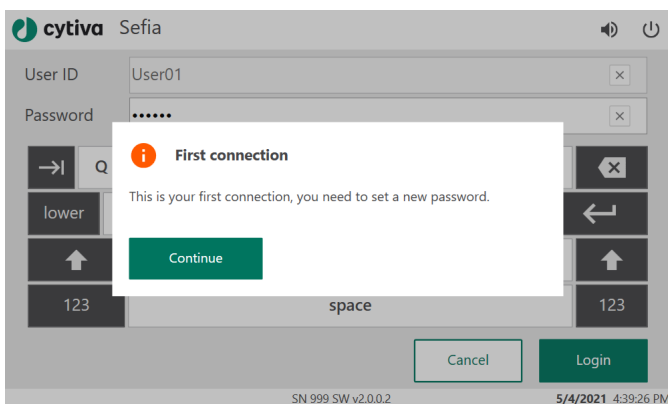 cytiva Sefia
User ID User01
Password ••••••
Q
First connection
This is your first connection, you need to set a new password.
lower
Continue
123 space 123
Cancel Login
SN 999 SW v2.0.0.2 5/4/2021 4:39:26 PM